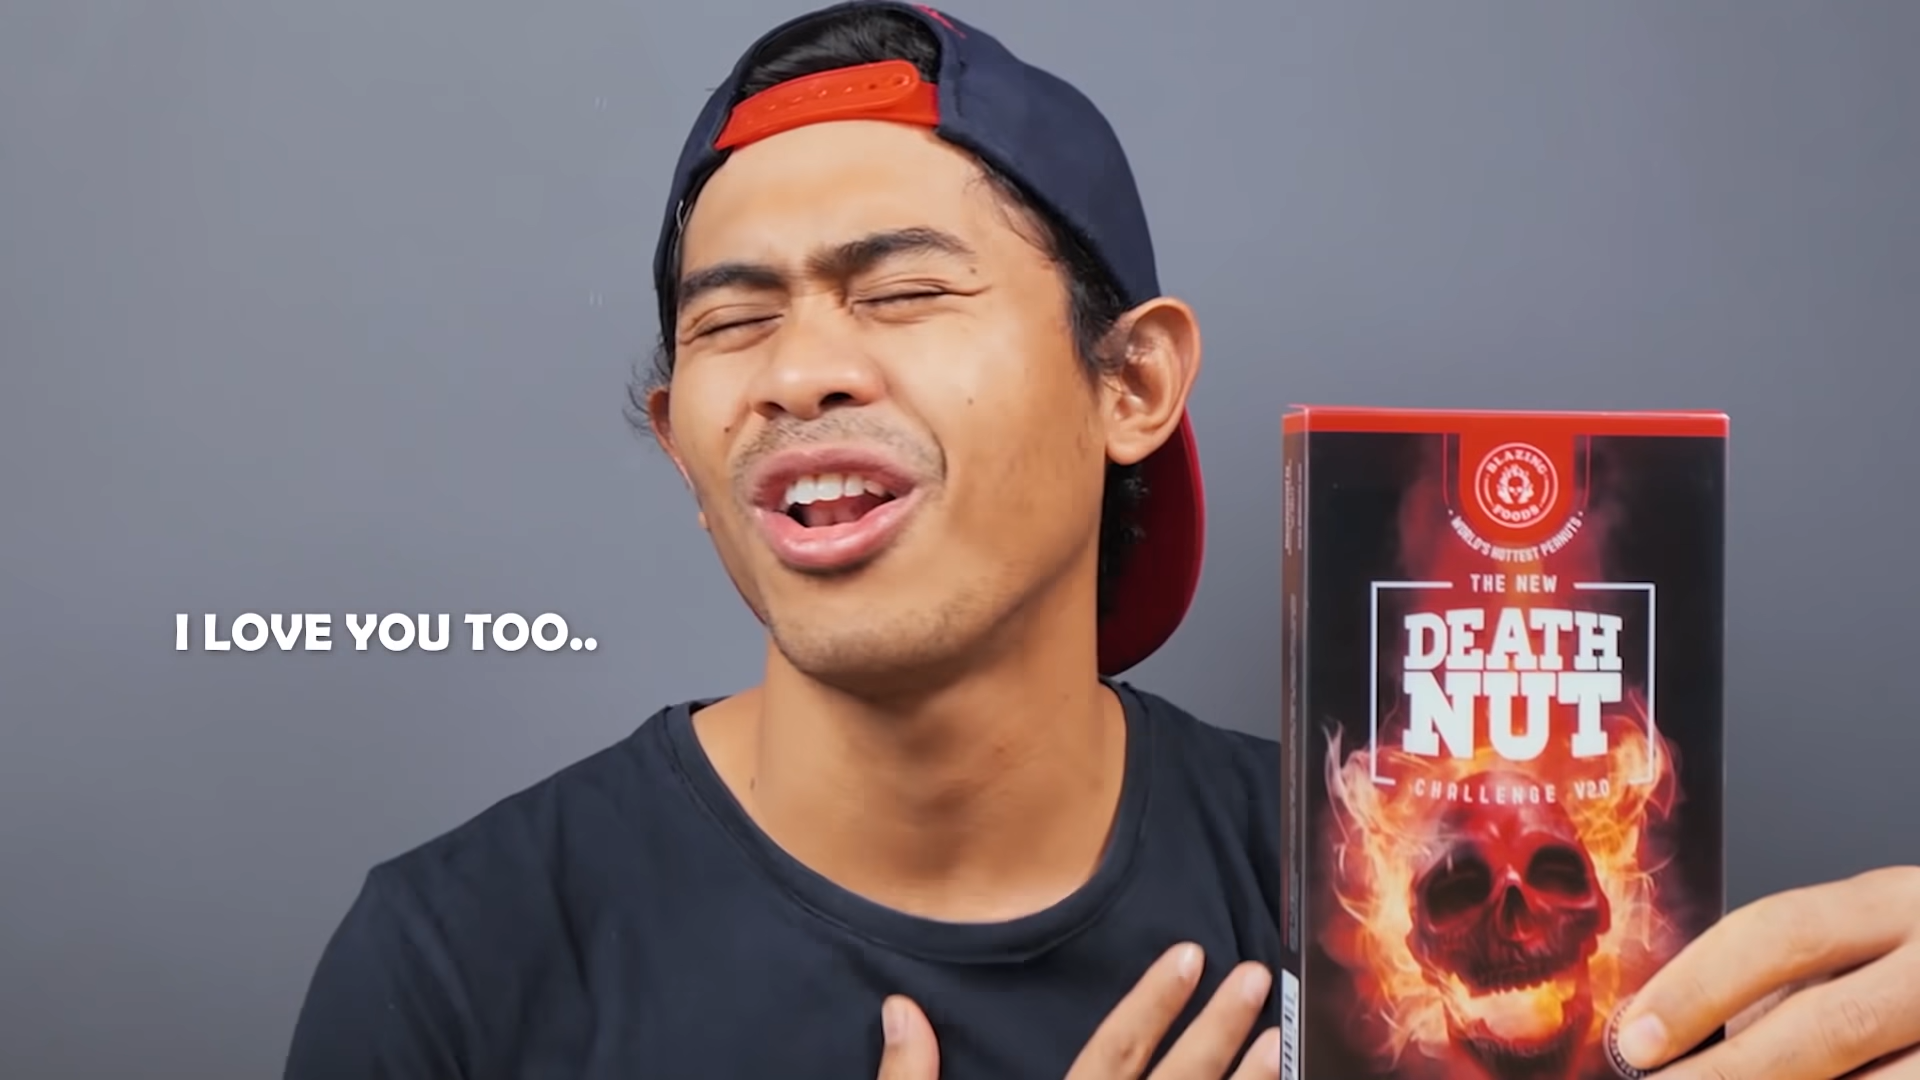 I LOVE YOU TOO..
BLAZING
FOODS
• WORLD'S HOTTEST PEANUTS •
THE NEW
DEATH
NUT
CHALLENGE V2.0